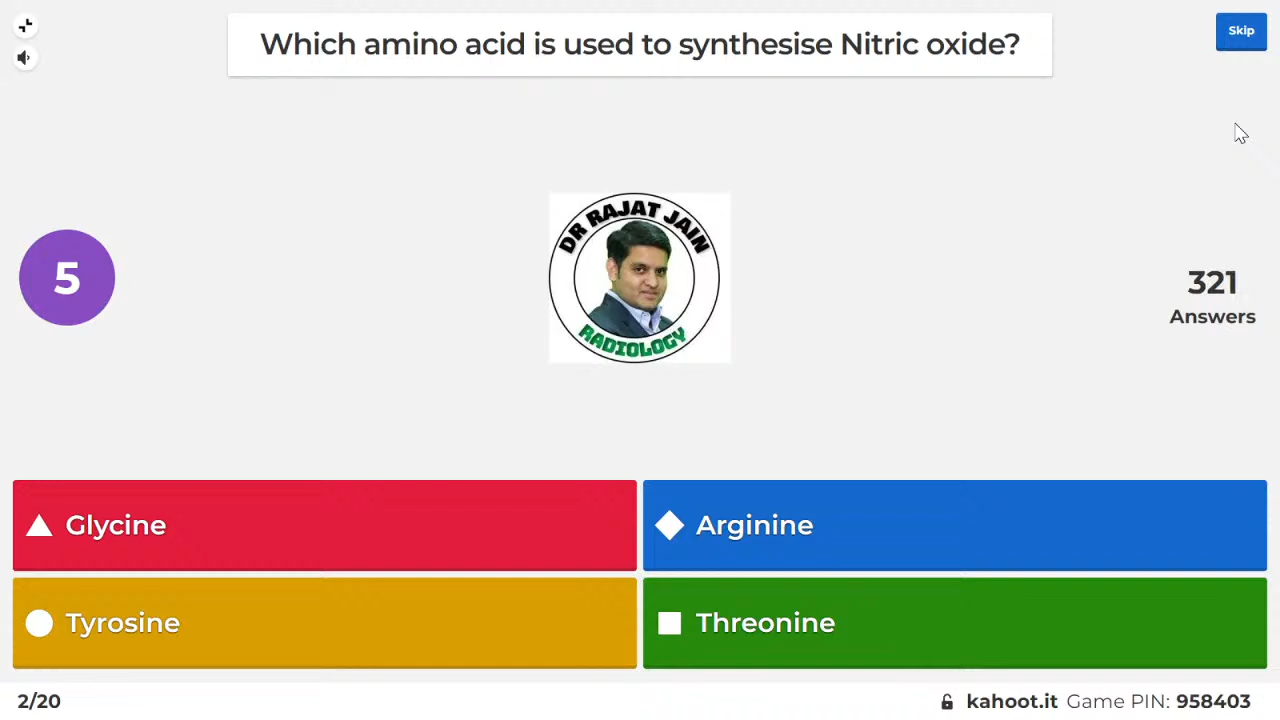 Which amino acid is used to synthesise Nitric oxide?
Skip
DR RAJAT JAIN
RADIOLOGY
5
321
Answers
Glycine
Arginine
Tyrosine
Threonine
2/20
kahoot.it Game PIN: 958403